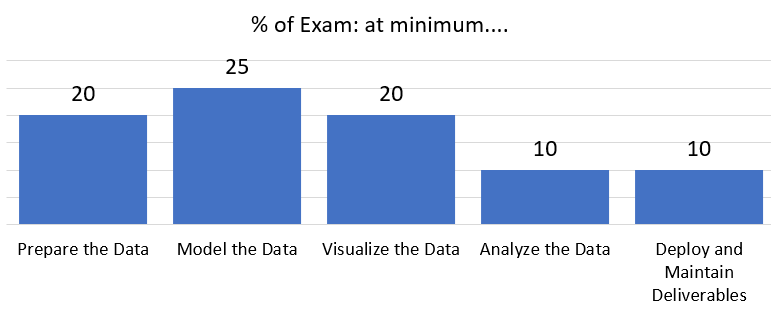 % of Exam: at minimum....
25
20
20
10
10
Prepare the Data
Model the Data
Visualize the Data
Analyze the Data
Deploy and
Maintain
Deliverables